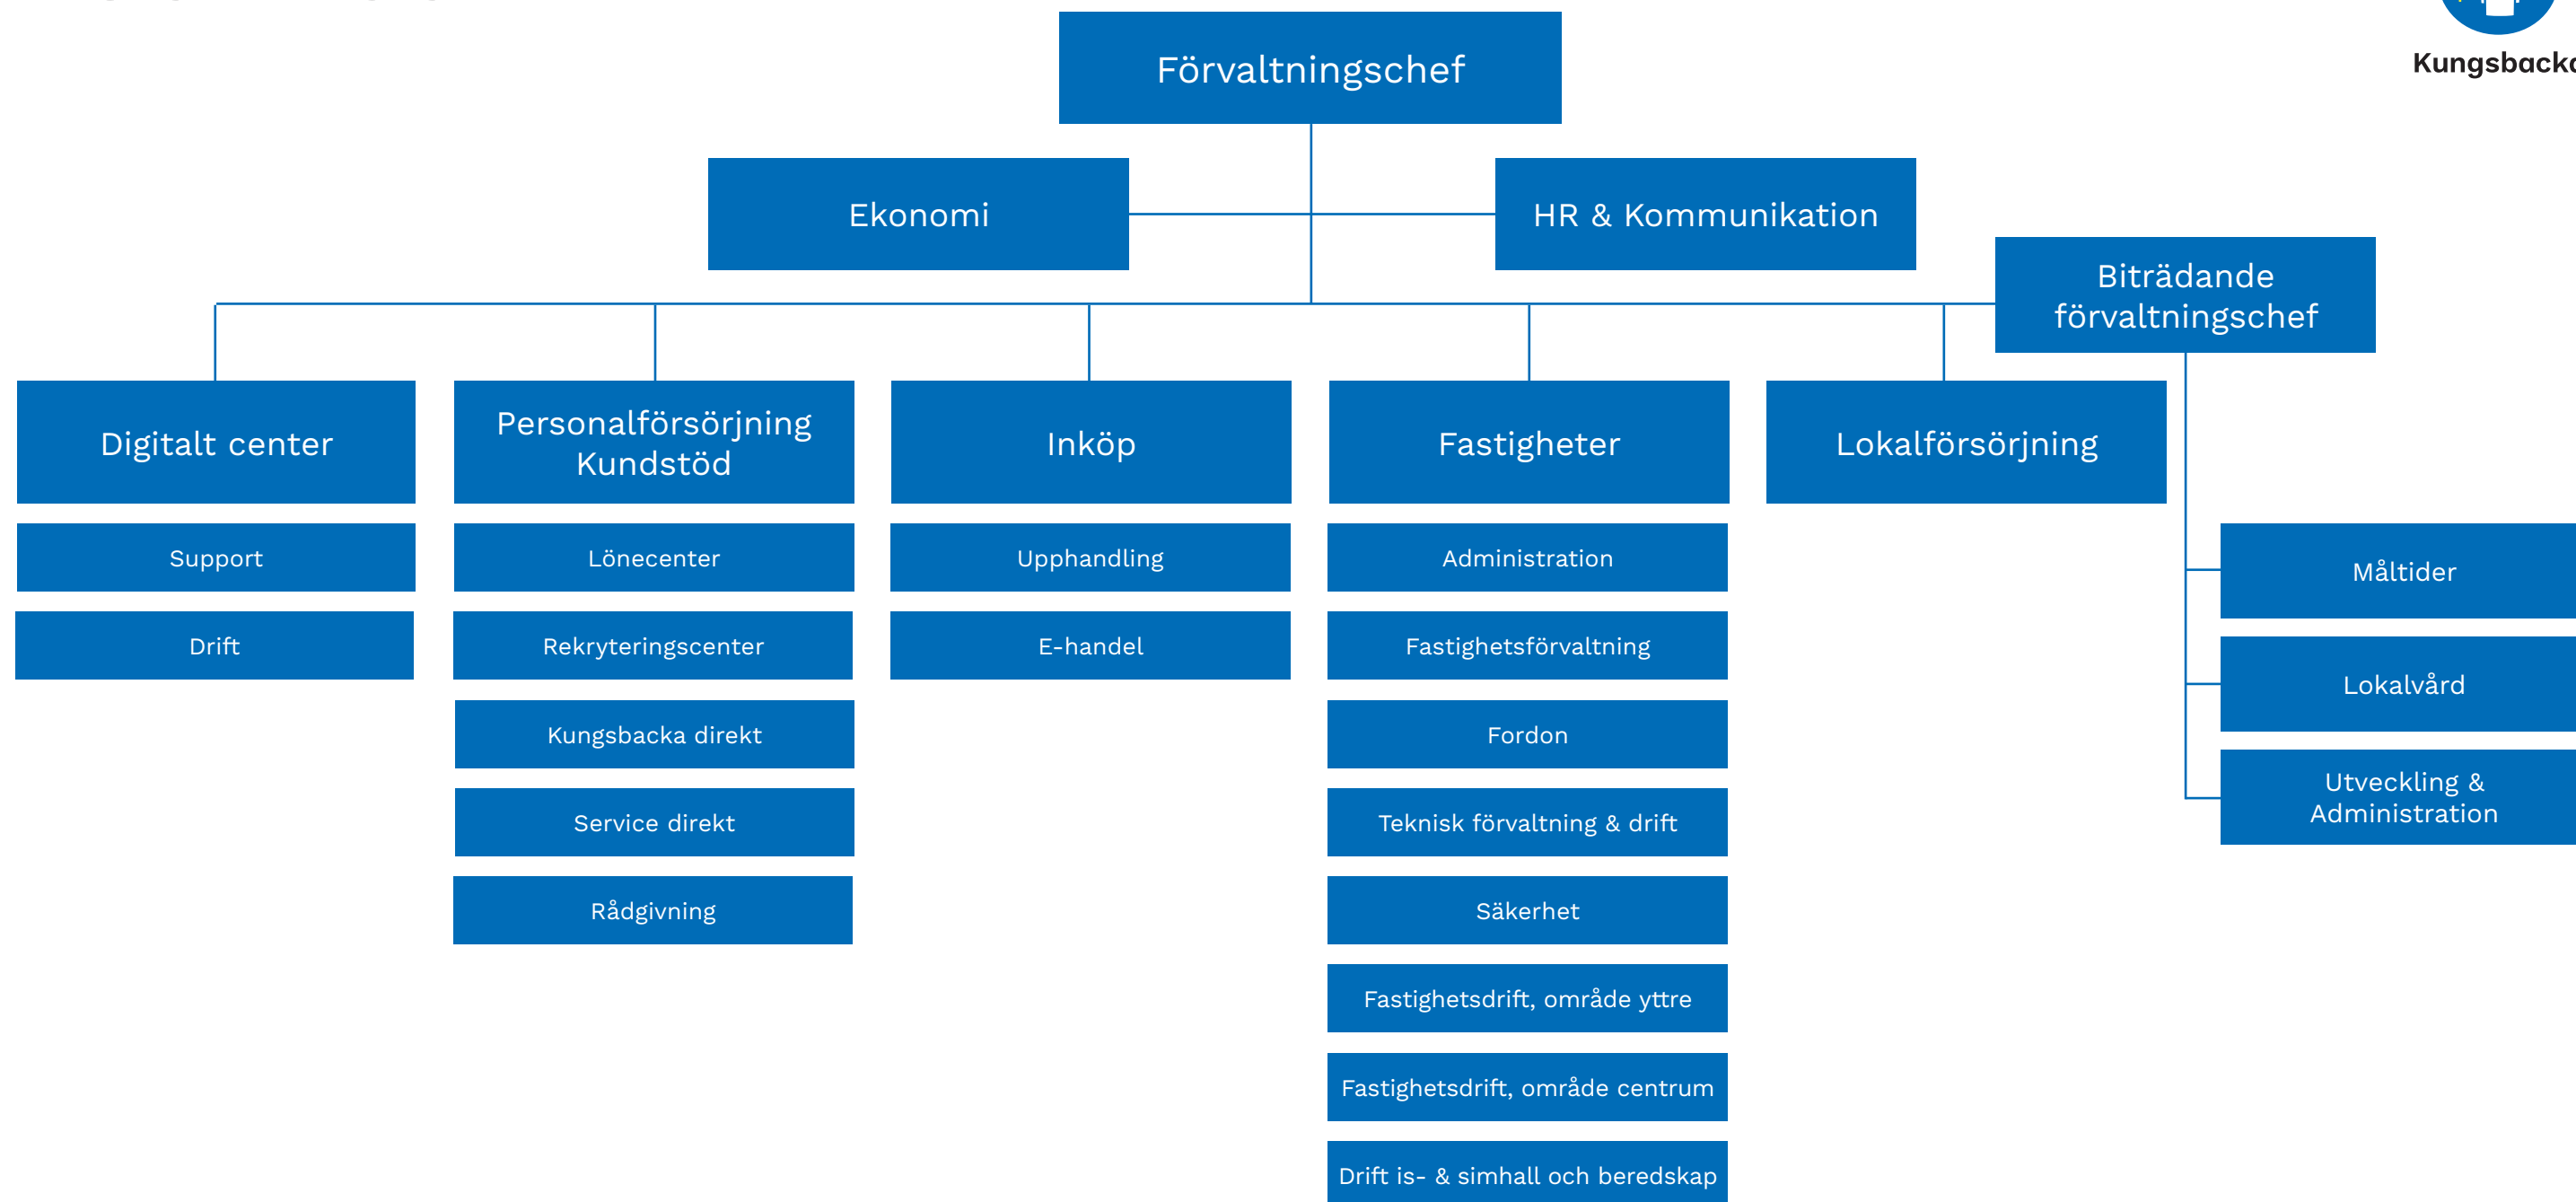 Förvaltningschef
Kungsbacka
Ekonomi
HR & Kommunikation
Biträdande
förvaltningschef
Digitalt center
Personalförsörjning
Kundstöd
Inköp
Fastigheter
Lokalförsörjning
Support
Lönecenter
Upphandling
Administration
Måltider
Drift
Rekryteringscenter
E-handel
Fastighetsförvaltning
Lokalvård
Kungsbacka direkt
Fordon
Utveckling &
Administration
Service direkt
Teknisk förvaltning & drift
Rådgivning
Säkerhet
Fastighetsdrift, område yttre
Fastighetsdrift, område centrum
Drift is- & simhall och beredskap